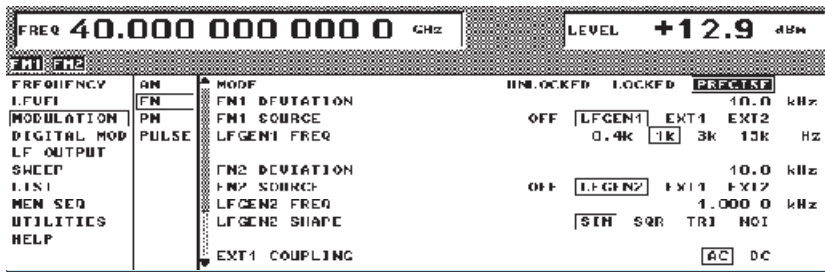 FREQ 40.000 000 000 0 GHz LEVEL +12.9 dBm
FM1 FM2
FREQUENCY AM MODE UNLOCKED LOCKED PRECISE
LEVEL FM FM1 DEVIATION 10.0 kHz
MODULATION PM FM1 SOURCE OFF LFGEN1 EXT1 EXT2
DIGITAL MOD PULSE LFGEN1 FREQ 0.4k 1k 3k 15k Hz
LF OUTPUT
SWEEP FM2 DEVIATION 10.0 kHz
LIST FM2 SOURCE OFF LFGEN2 EXT1 EXT2
MEM SEQ LFGEN2 FREQ 1.000 0 kHz
UTILITIES LFGEN2 SHAPE SIN SQR TRI NOI
HELP
EXT1 COUPLING AC DC